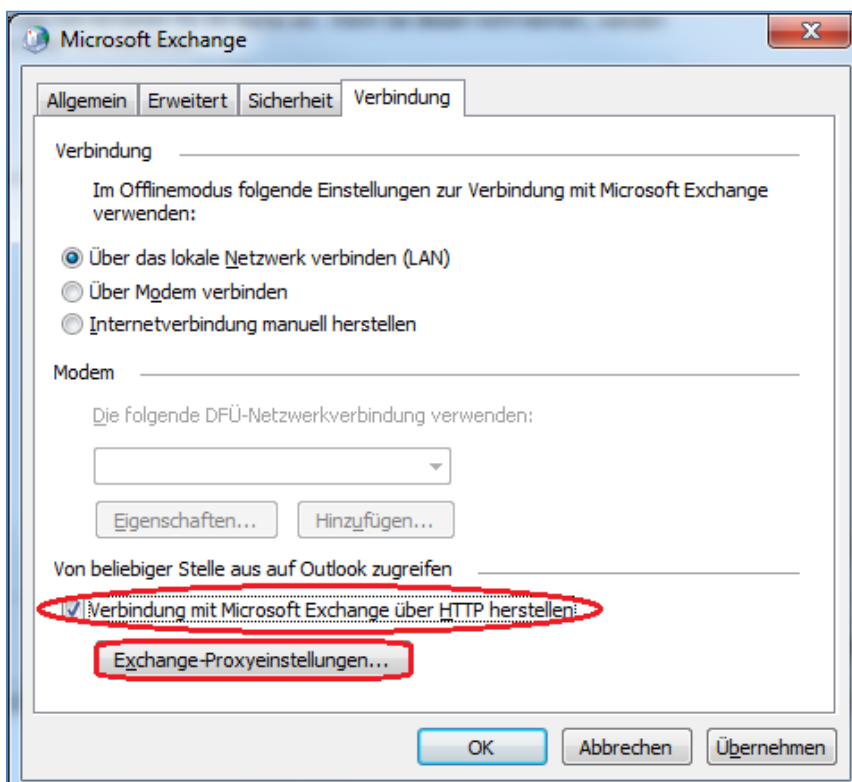 Microsoft Exchange
Allgemein Erweitert Sicherheit Verbindung
Verbindung
Im Offlinemodus folgende Einstellungen zur Verbindung mit Microsoft Exchange
verwenden:
Über das lokale Netzwerk verbinden (LAN)
Über Modem verbinden
Internetverbindung manuell herstellen
Modem
Die folgende DFÜ-Netzwerkverbindung verwenden:
Eigenschaften... Hinzufügen...
Von beliebiger Stelle aus auf Outlook zugreifen
Verbindung mit Microsoft Exchange über HTTP herstellen
Exchange-Proxyeinstellungen...
OK Abbrechen Übernehmen